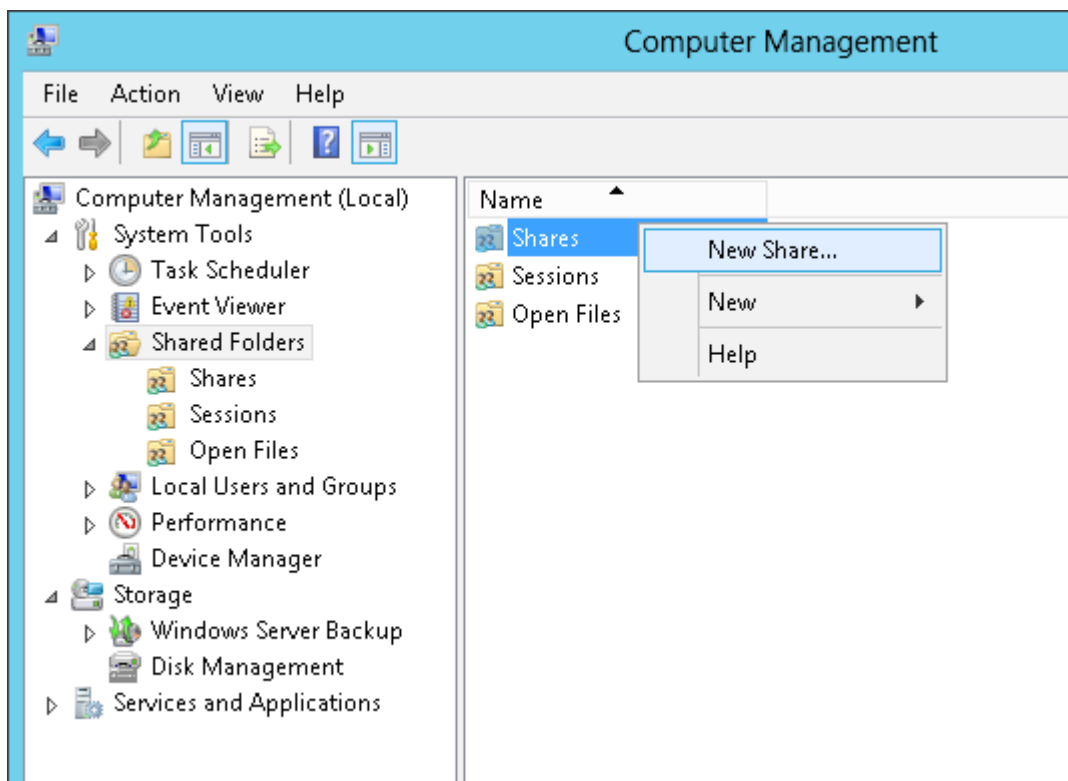 Computer Management
File Action View Help
Computer Management (Local)
System Tools
Task Scheduler
Event Viewer
Shared Folders
Shares
Sessions
Open Files
Local Users and Groups
Performance
Device Manager
Storage
Windows Server Backup
Disk Management
Services and Applications
Name
Shares
Sessions
Open Files
New Share...
New
Help